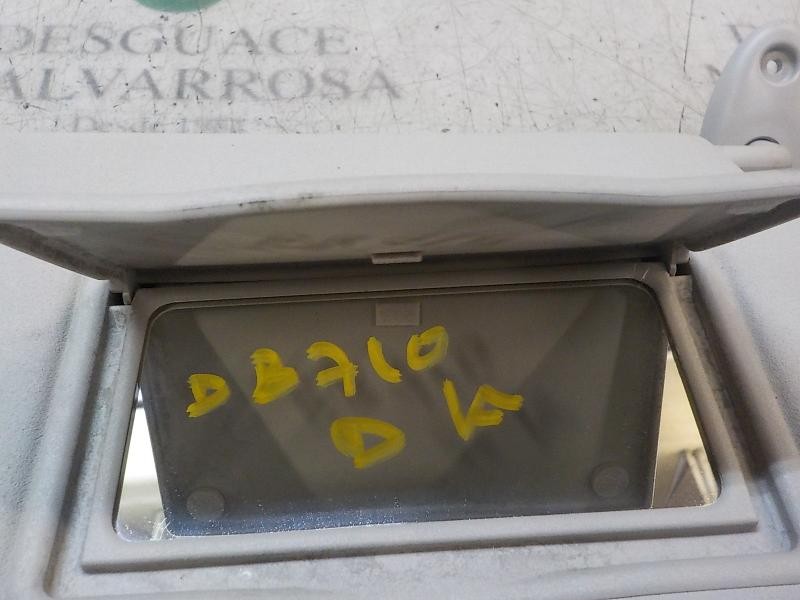 DESGUACE
ALVARROSA
DB710
D K